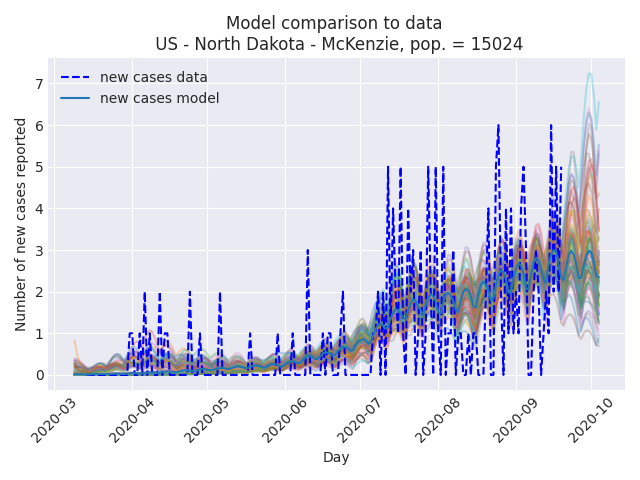 Model comparison to data
US - North Dakota - McKenzie, pop. = 15024
new cases data
new cases model
Number of new cases reported
7
6
5
4
3
2
1
0
2020-03
2020-04
2020-05
2020-06
2020-07
2020-08
2020-09
2020-10
Day